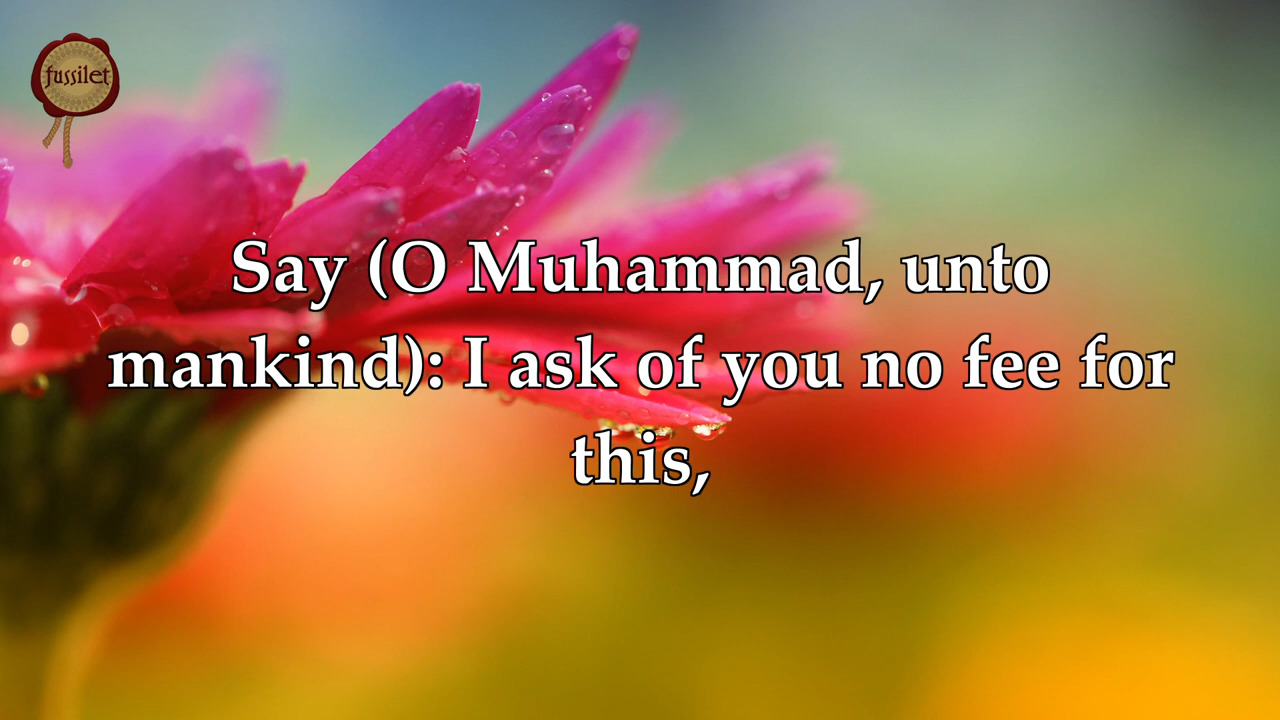 fussilet
Say (O Muhammad, unto
mankind): I ask of you no fee for
this,